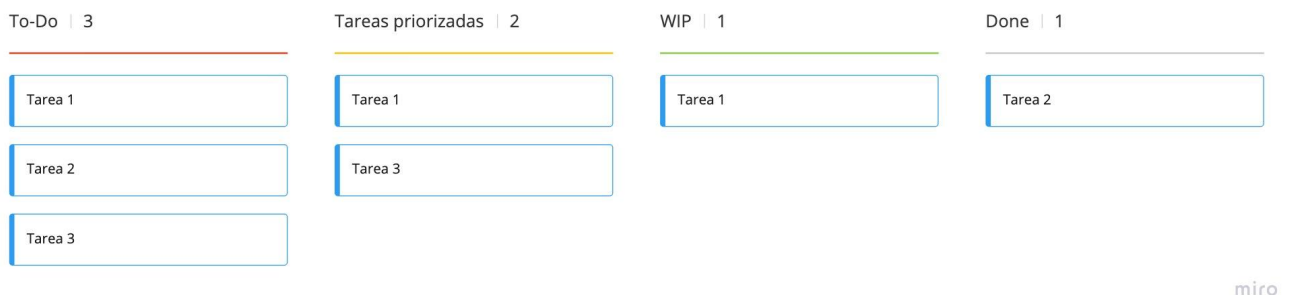 To-Do | 3
Tarea 1
Tarea 2
Tarea 3
Tareas priorizadas | 2
Tarea 1
Tarea 3
WIP | 1
Tarea 1
Done | 1
Tarea 2
miro